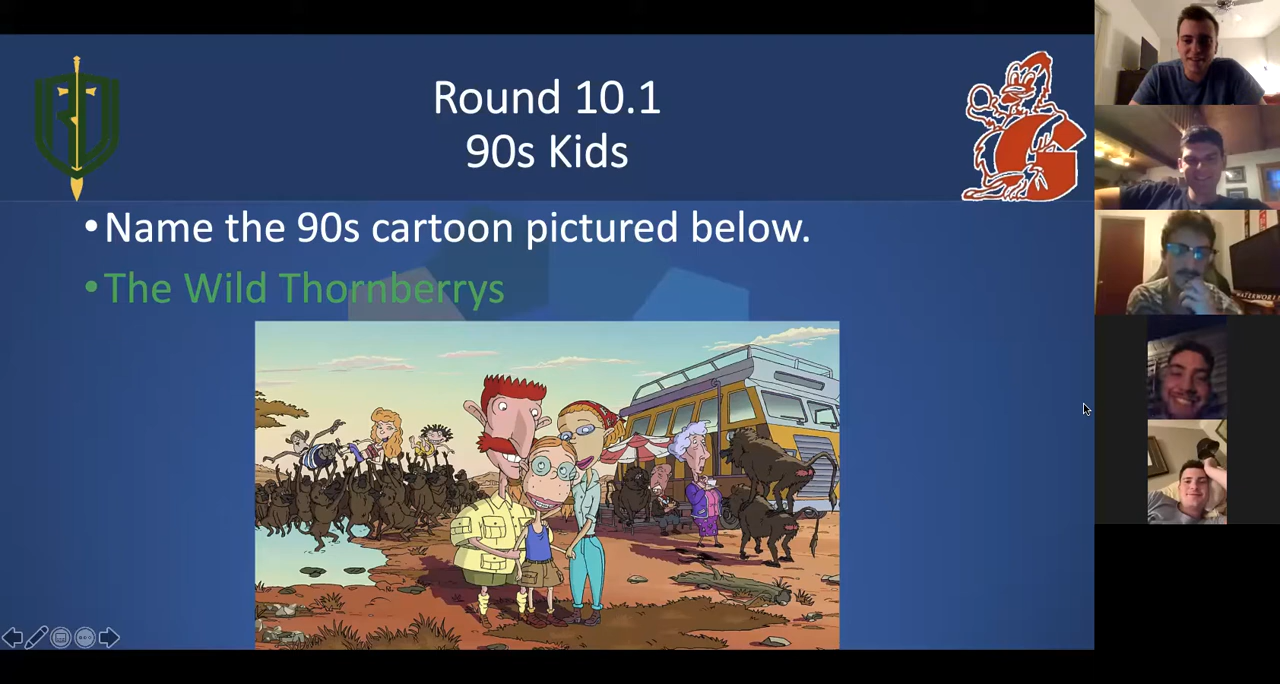 Round 10.1
90s Kids
•Name the 90s cartoon pictured below.
•The Wild Thornberrys
G